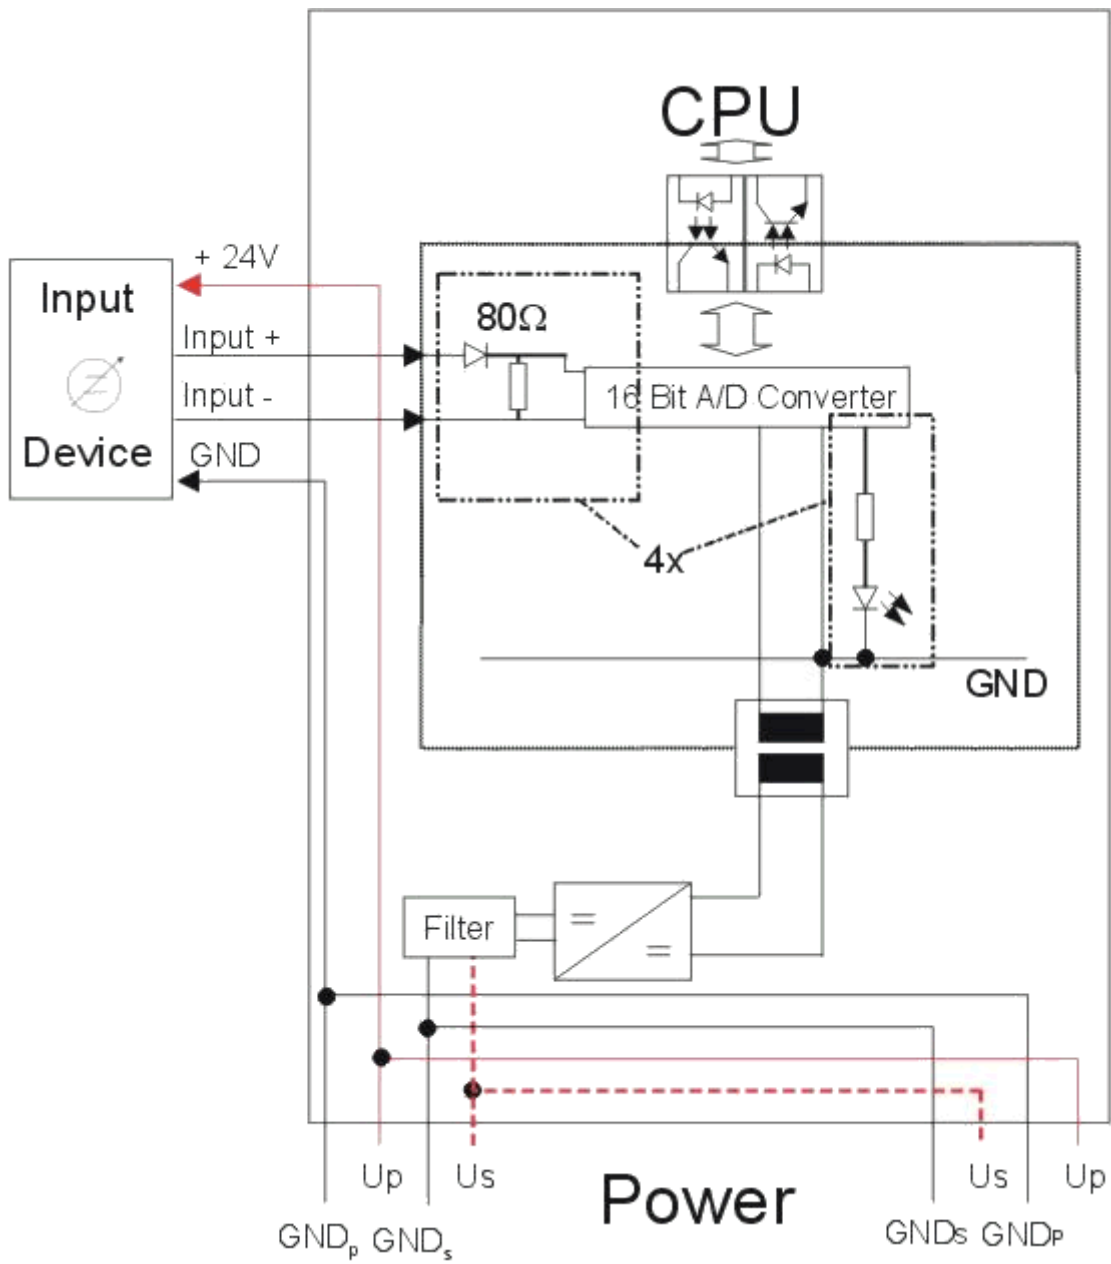 CPU
+ 24V
Input
Device
Input +
Input -
GND
80Ω
16 Bit A/D Converter
4x
GND
Filter
=
=
Up
Us
Power
Us
Up
GNDp
GNDs
GNDs
GNDP